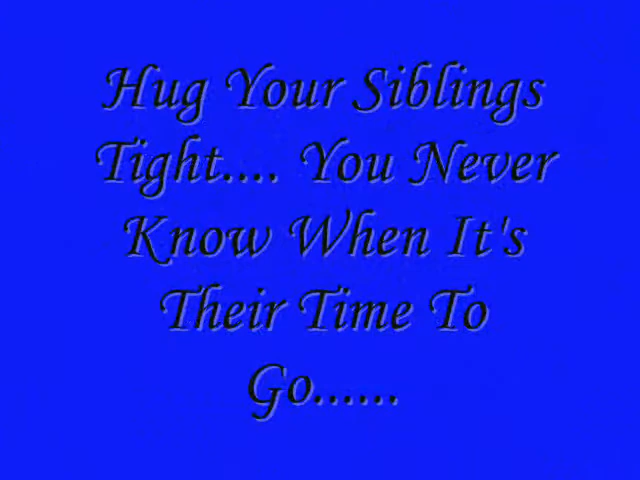 Hug Your Siblings
Tight.... You Never
Know When It's
Their Time To
Go......